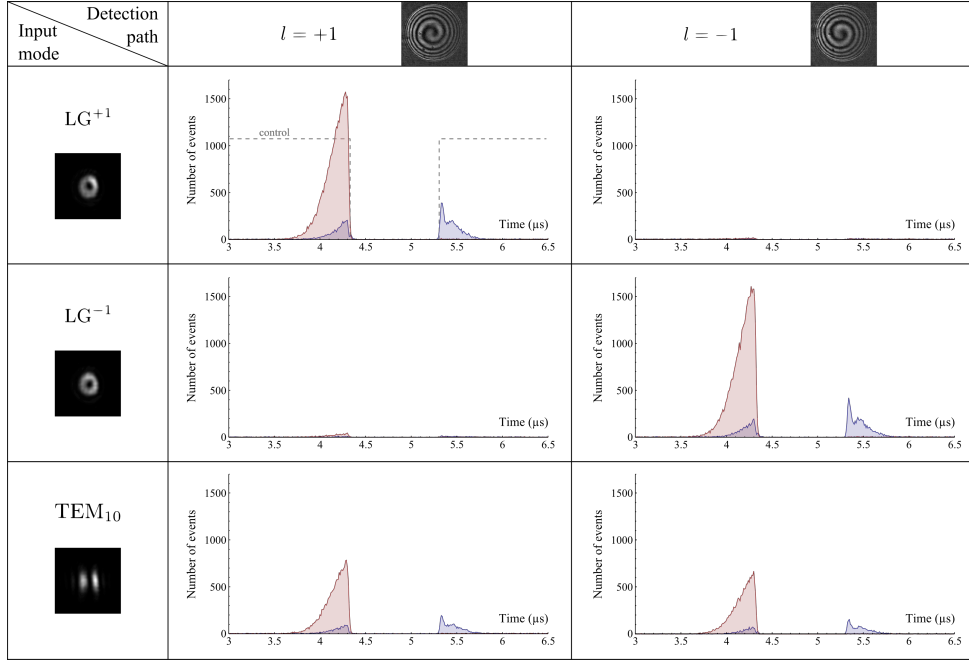 Detection
path
Input
mode
l = +1
l = −1
LG+1
Number of events
1500
1000
500
0
control
Time (µs)
3 3.5 4 4.5 5 5.5 6 6.5
Number of events
1500
1000
500
0
Time (µs)
3 3.5 4 4.5 5 5.5 6 6.5
LG−1
Number of events
1500
1000
500
0
Time (µs)
3 3.5 4 4.5 5 5.5 6 6.5
Number of events
1500
1000
500
0
Time (µs)
3 3.5 4 4.5 5 5.5 6 6.5
TEM10
Number of events
1500
1000
500
0
Time (µs)
3 3.5 4 4.5 5 5.5 6 6.5
Number of events
1500
1000
500
0
Time (µs)
3 3.5 4 4.5 5 5.5 6 6.5